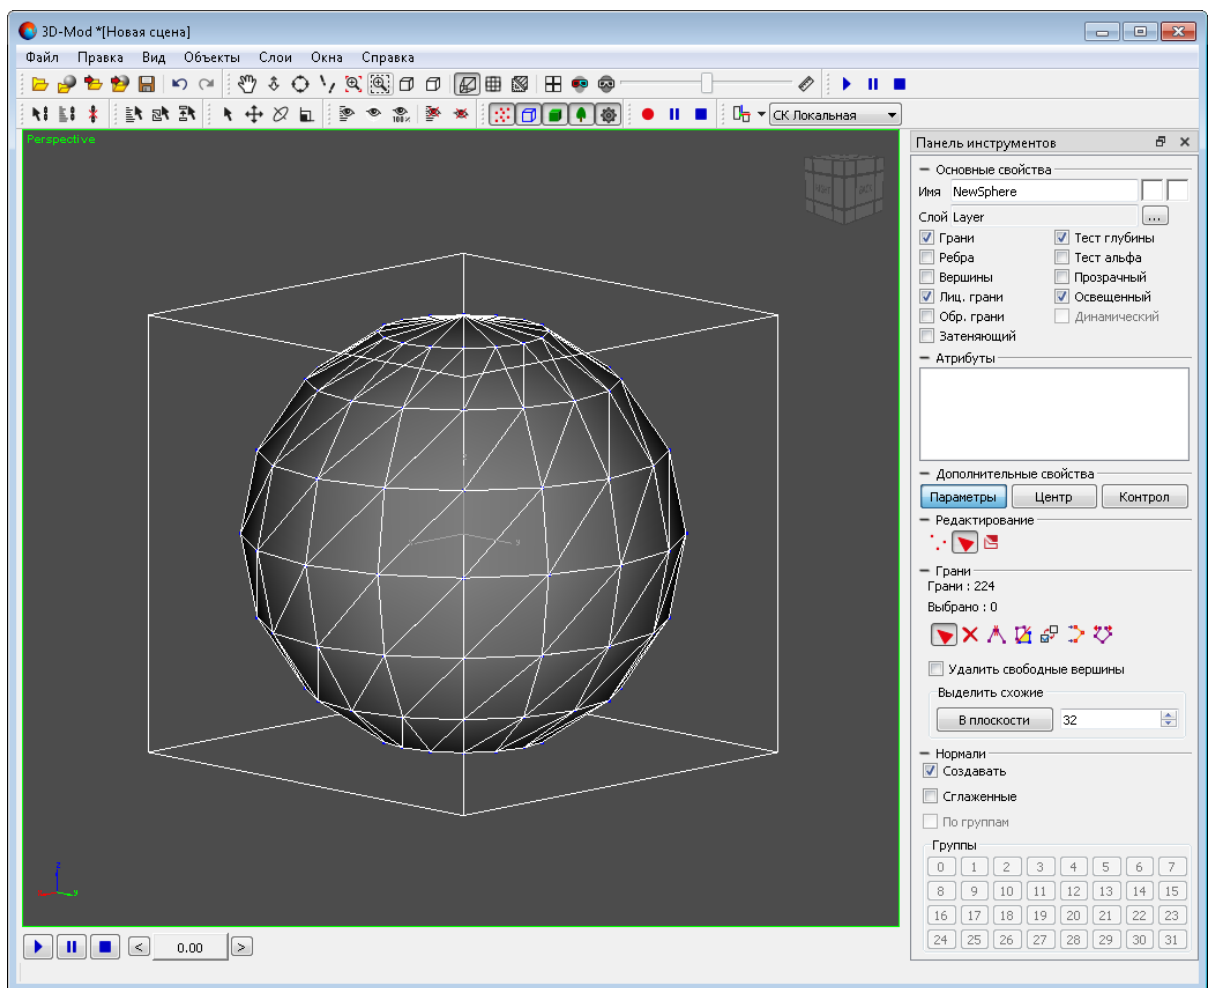 3D-Mod *[Новая сцена]
Файл Правка Вид Объекты Слои Окна Справка
100%
СК Локальная
Perspective
Панель инструментов
Основные свойства
Имя NewSphere
Слой Layer ...
Грани Тест глубины
Ребра Тест альфа
Вершины Прозрачный
Лиц. грани Освещенный
Обр. грани Динамический
Затеняющий
Атрибуты
Дополнительные свойства
Параметры Центр Контрол
Редактирование
Грани
Грани : 224
Выбрано : 0
Удалить свободные вершины
Выделить схожие
В плоскости 32
Нормали
Создавать
Сглаженные
По группам
Группы
0 1 2 3 4 5 6 7
8 9 10 11 12 13 14 15
16 17 18 19 20 21 22 23
24 25 26 27 28 29 30 31
z
y
< 0.00 >